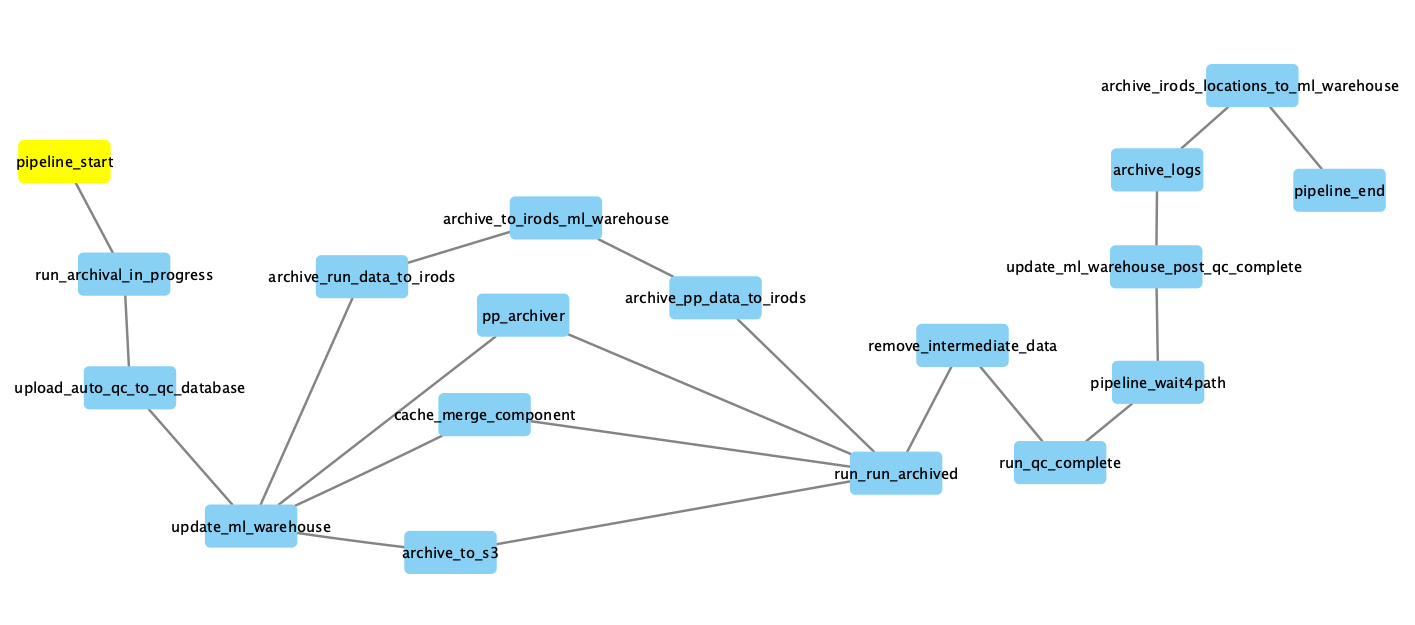 archive_irods_locations_to_ml_warehouse
pipeline_start
archive_logs
pipeline_end
archive_to_irods_ml_warehouse
run_archival_in_progress
archive_run_data_to_irods
update_ml_warehouse_post_qc_complete
archive_pp_data_to_irods
pp_archiver
remove_intermediate_data
upload_auto_qc_to_qc_database
pipeline_wait4path
cache_merge_component
run_qc_complete
run_run_archived
update_ml_warehouse
archive_to_s3